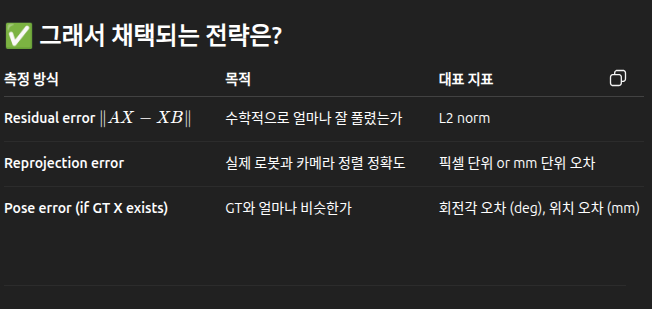 ✅ 그래서 채택되는 전략은?
측정 방식 목적 대표 지표
Residual error ∥AX − XB∥ 수학적으로 얼마나 잘 풀렸는가 L2 norm
Reprojection error 실제 로봇과 카메라 정렬 정확도 픽셀 단위 or mm 단위 오차
Pose error (if GT X exists) GT와 얼마나 비슷한가 회전각 오차 (deg), 위치 오차 (mm)